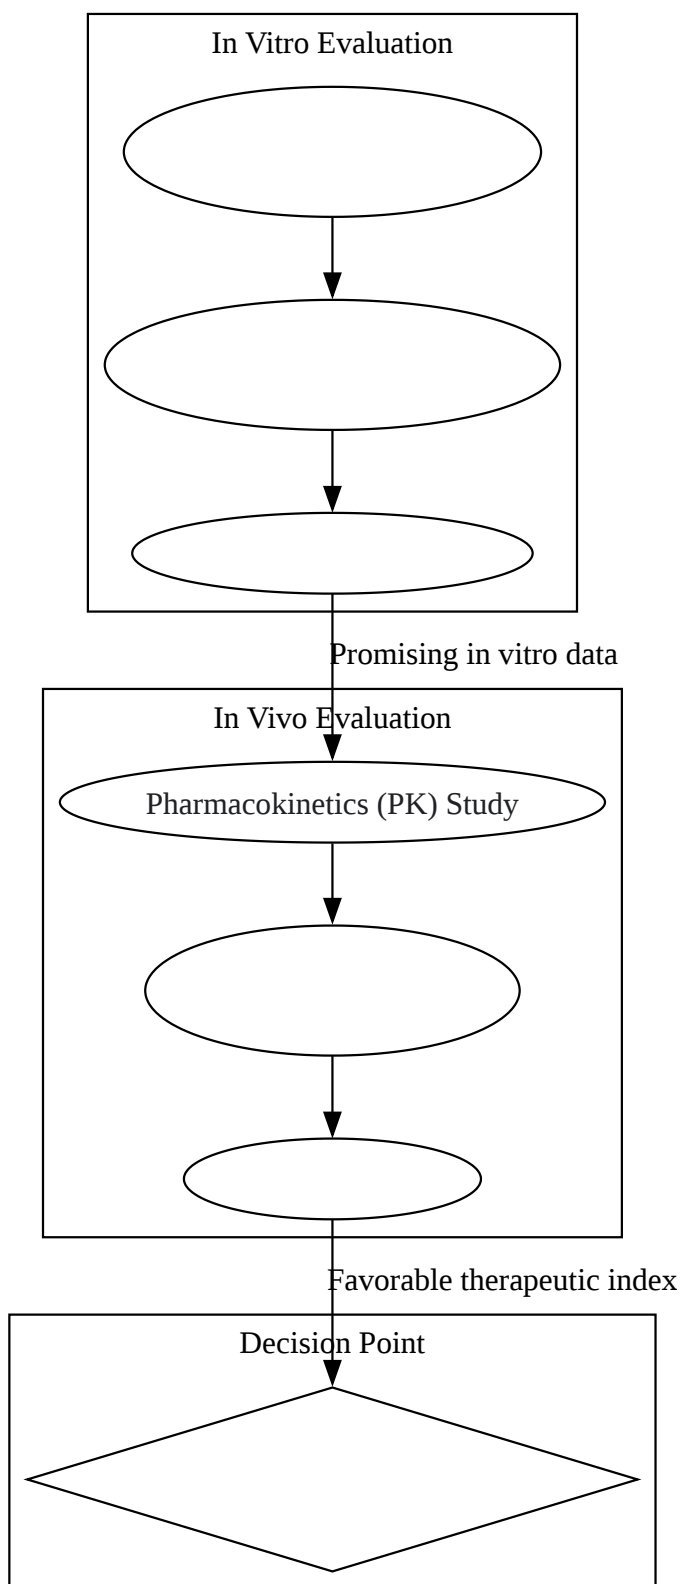 In Vitro Evaluation
Promising in vitro data
In Vivo Evaluation
Pharmacokinetics (PK) Study
Favorable therapeutic index
Decision Point